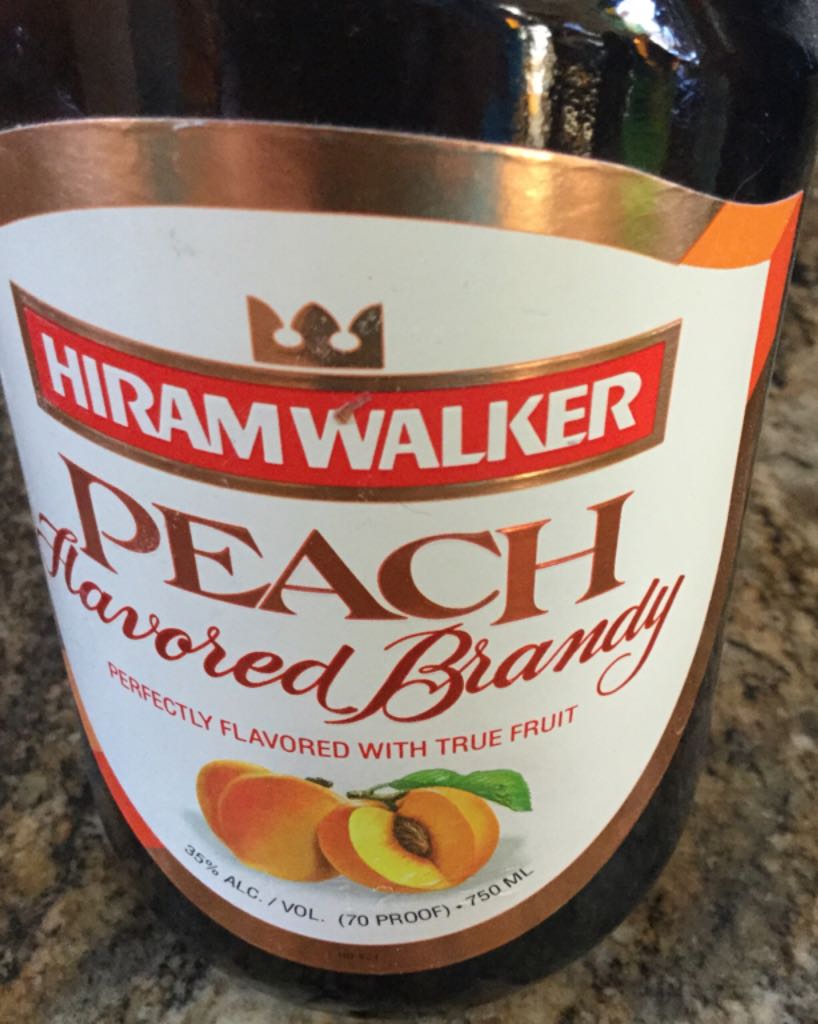 HIRAM WALKER
PEACH
Flavored Brandy
PERFECTLY FLAVORED WITH TRUE FRUIT
35% ALC. / VOL. (70 PROOF) • 750 ML